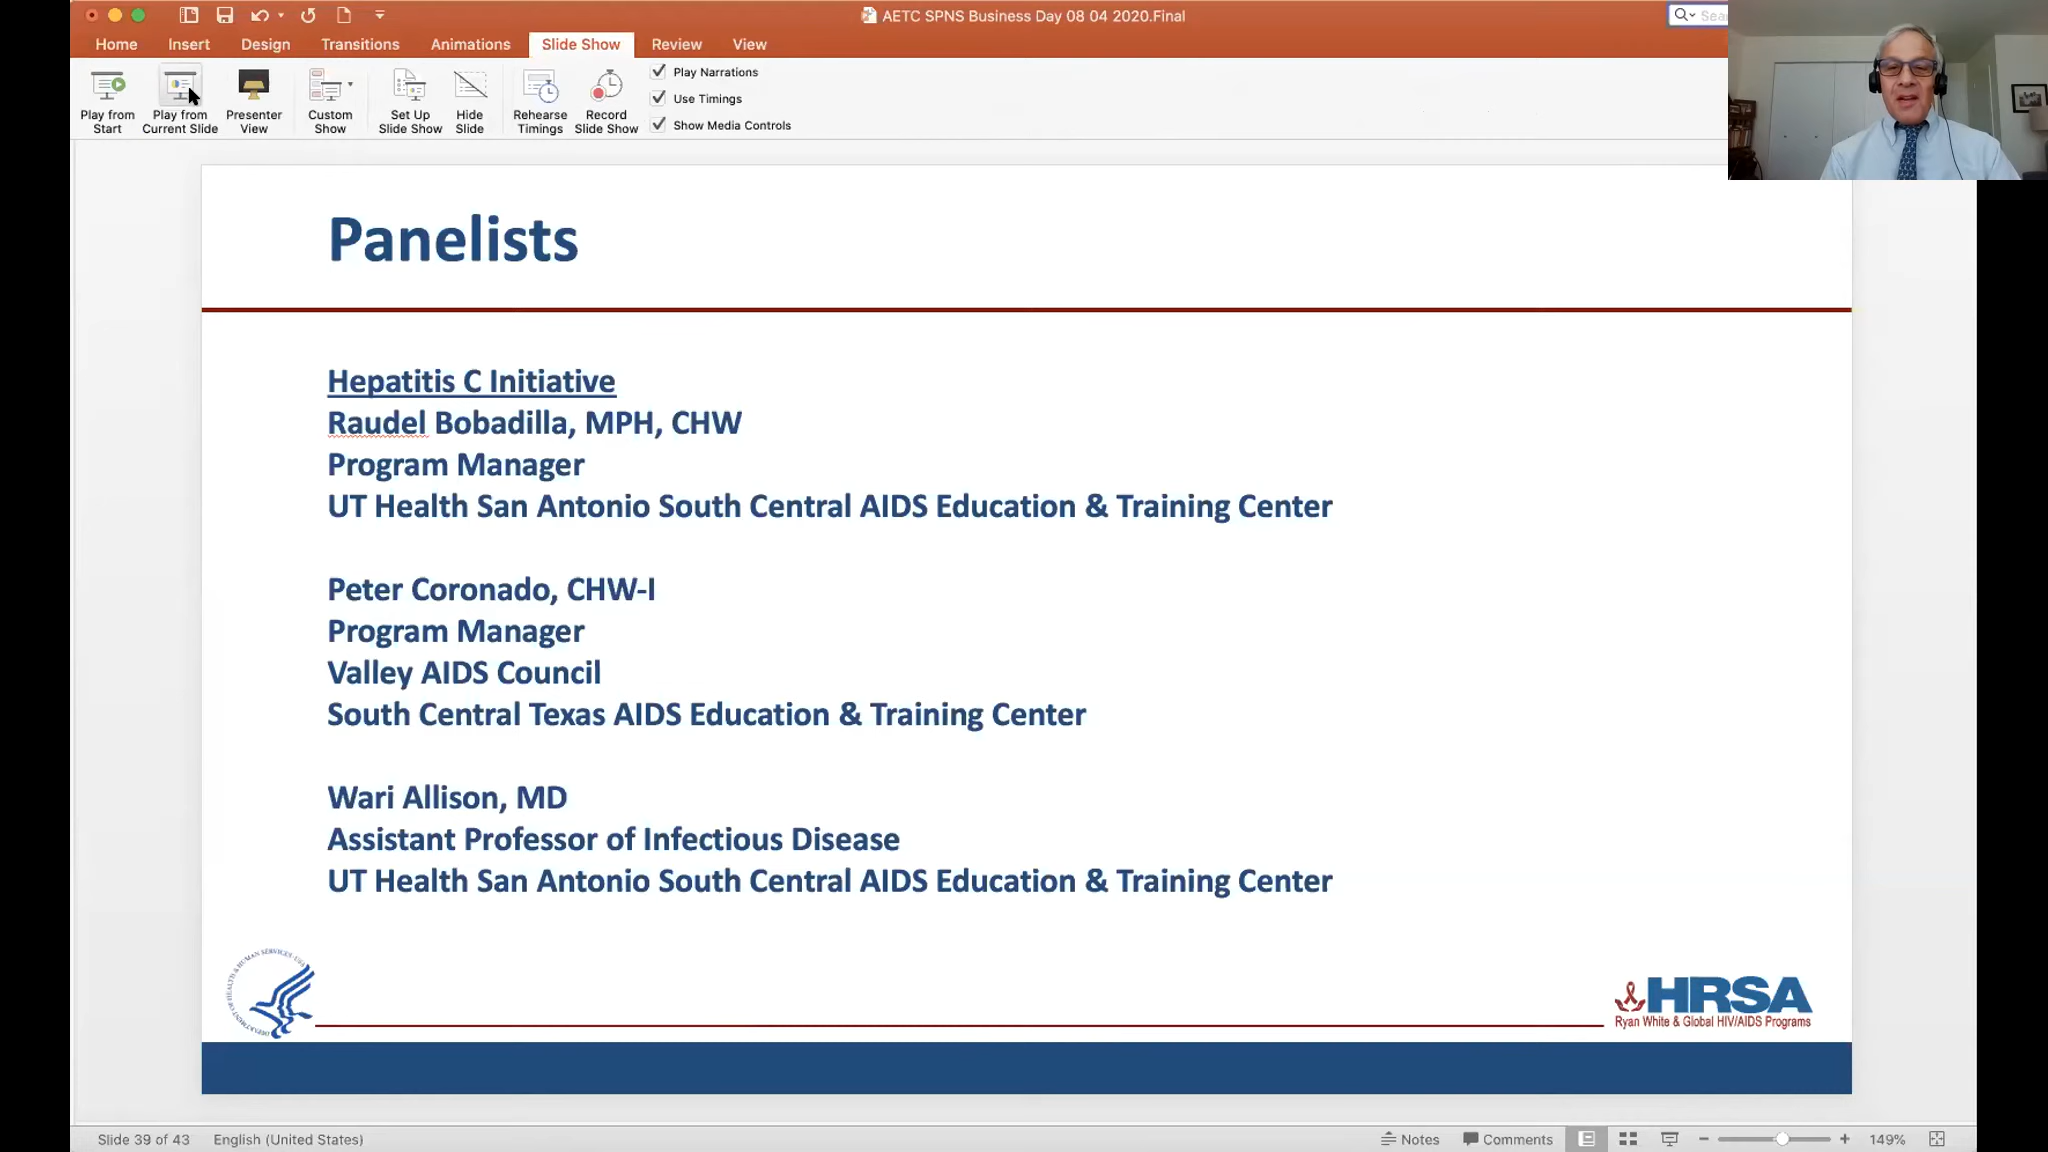 AETC SPNS Business Day 08 04 2020.Final
Home Insert Design Transitions Animations Slide Show Review View
Play from Start
Play from Current Slide
Presenter View
Custom Show
Set Up Slide Show
Hide Slide
Rehearse Timings
Record Slide Show
Play Narrations
Use Timings
Show Media Controls
Panelists
Hepatitis C Initiative
Raudel Bobadilla, MPH, CHW
Program Manager
UT Health San Antonio South Central AIDS Education & Training Center
Peter Coronado, CHW-I
Program Manager
Valley AIDS Council
South Central Texas AIDS Education & Training Center
Wari Allison, MD
Assistant Professor of Infectious Disease
UT Health San Antonio South Central AIDS Education & Training Center
HRSA
Ryan White & Global HIV/AIDS Programs
Slide 39 of 43 English (United States) Notes Comments 149%